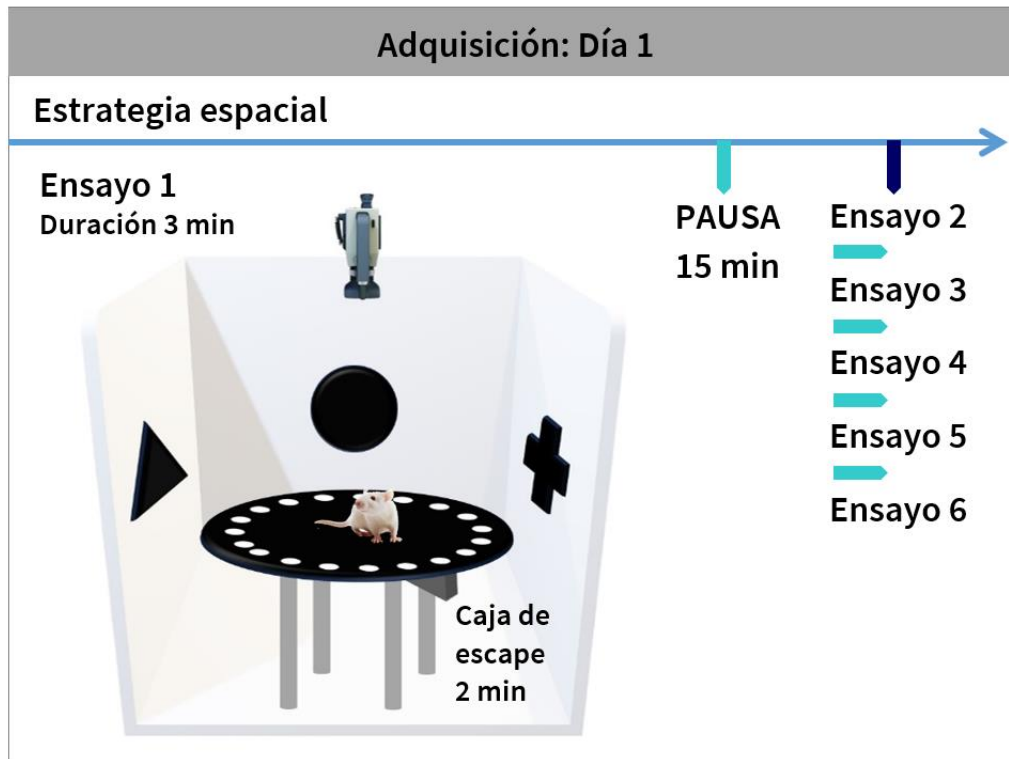 Adquisición: Día 1
Estrategia espacial
Ensayo 1
Duración 3 min
Caja de
escape
2 min
PAUSA
15 min
Ensayo 2
Ensayo 3
Ensayo 4
Ensayo 5
Ensayo 6